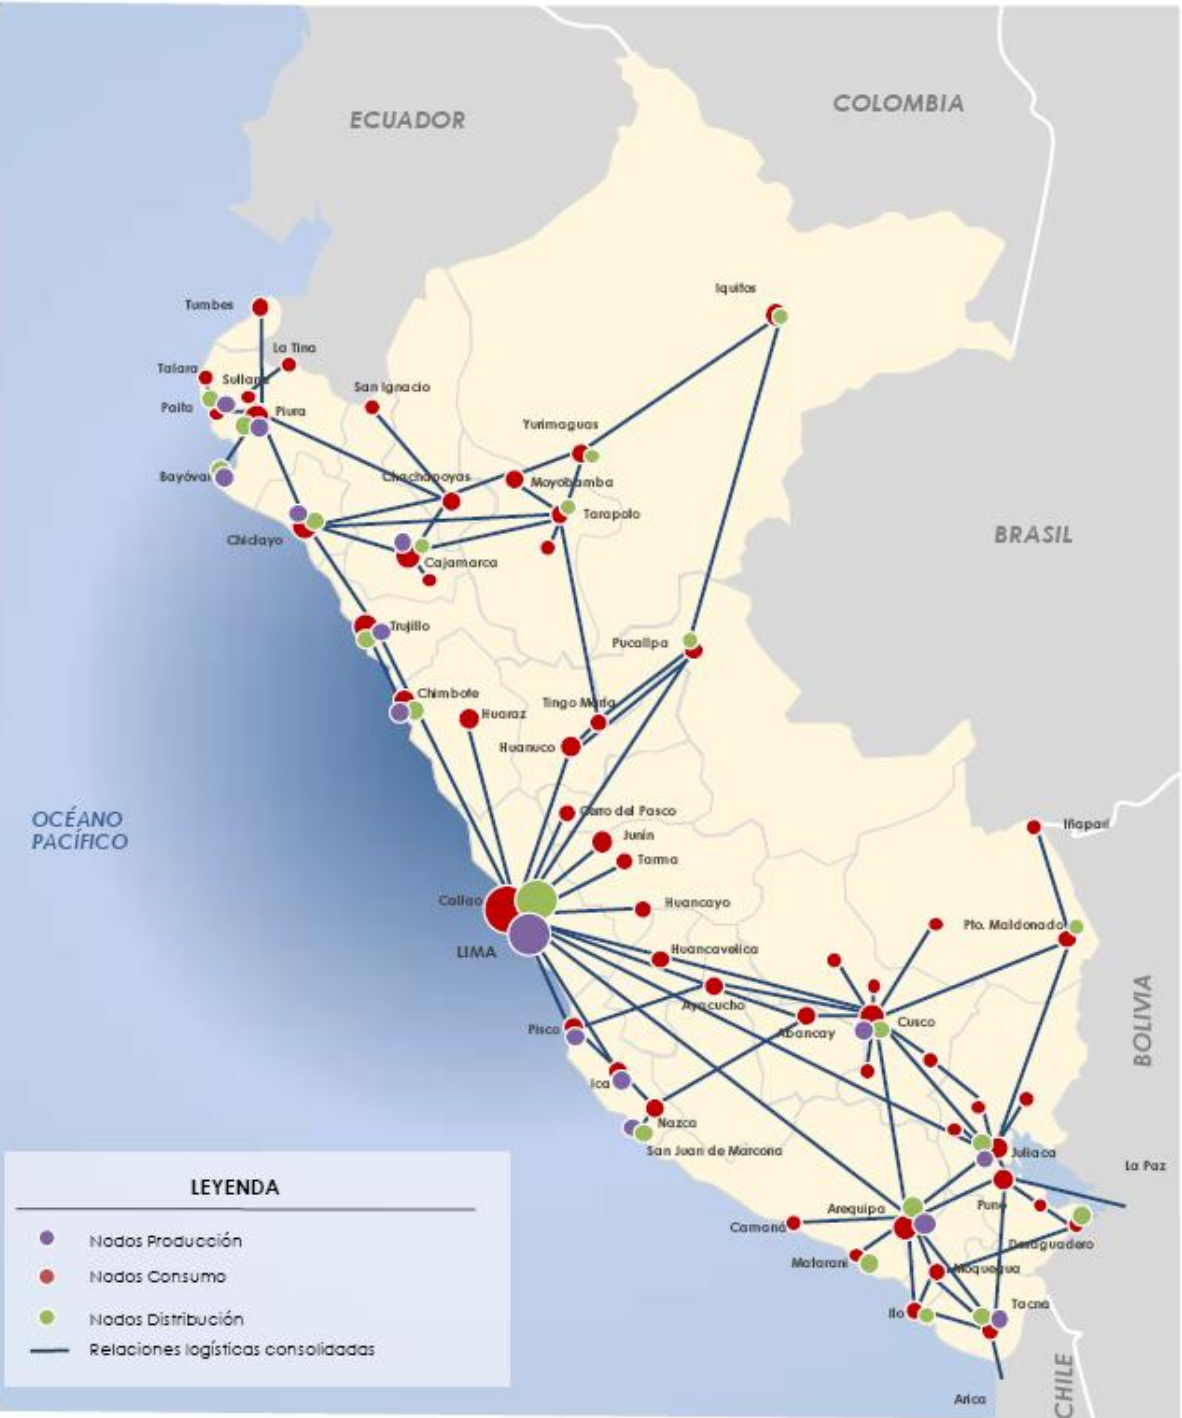 ECUADOR
COLOMBIA
Iquitos
Tumbes
La Tina
Talara
Sullana
San Ignacio
Paita
Piura
Yurimaguas
Bayóvar
Chachapoyas
Moyobamba
Tarapoto
BRASIL
Chiclayo
Cajamarca
Trujillo
Pucallpa
Chimbote
Tingo María
Huaraz
Huanuco
OCÉANO
PACÍFICO
Cerro del Pasco
Iñapari
Junín
Tarma
Callao
Huancayo
Pto. Maldonado
LIMA
Huancavelica
Ayacucho
BOLIVIA
Pisco
Abancay
Cusco
Ica
Nazca
San Juan de Marcona
Juliaca
La Paz
LEYENDA
Arequipa
Puno
Camaná
Desaguadero
Nodos Producción
Matarani
Moquegua
Nodos Consumo
Ilo
Tacna
Nodos Distribución
Relaciones logísticas consolidadas
CHILE
Arica